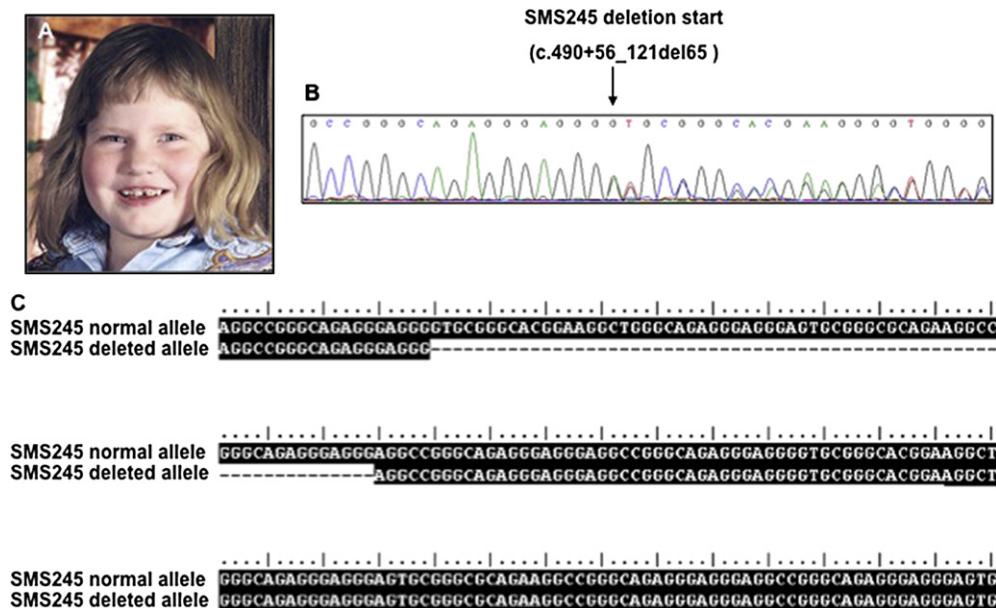 SMS245 deletion start
(c.490+56_121del65 )
A
B
G C C G G G C A G A G G G A G G G G T G C G G G C A C G A A G G G G T G G G G
C
SMS245 normal allele AGGCCGGGCAGAGGGAGGGGTGCGGGCACGGAAGGCTGGGCAGAGGGAGGGAGTGCGGGCGCAGAAGGCC
SMS245 deleted allele AGGCCGGGCAGAGGGAGGG
SMS245 normal allele GGGCAGAGGGAGGGAGGCCGGGCAGAGGGAGGGAGGCCGGGCAGAGGGAGGGGTGCGGGCACGGAAGGCT
SMS245 deleted allele AGGCCGGGCAGAGGGAGGGAGGCCGGGCAGAGGGAGGGGTGCGGGCACGGAAGGCT
SMS245 normal allele GGGCAGAGGGAGGGAGTGCGGGCGCAGAAGGCCGGGCAGAGGGAGGGAGGCCGGGCAGAGGGAGGGAGTG
SMS245 deleted allele GGGCAGAGGGAGGGAGTGCGGGCGCAGAAGGCCGGGCAGAGGGAGGGAGGCCGGGCAGAGGGAGGGAGTG